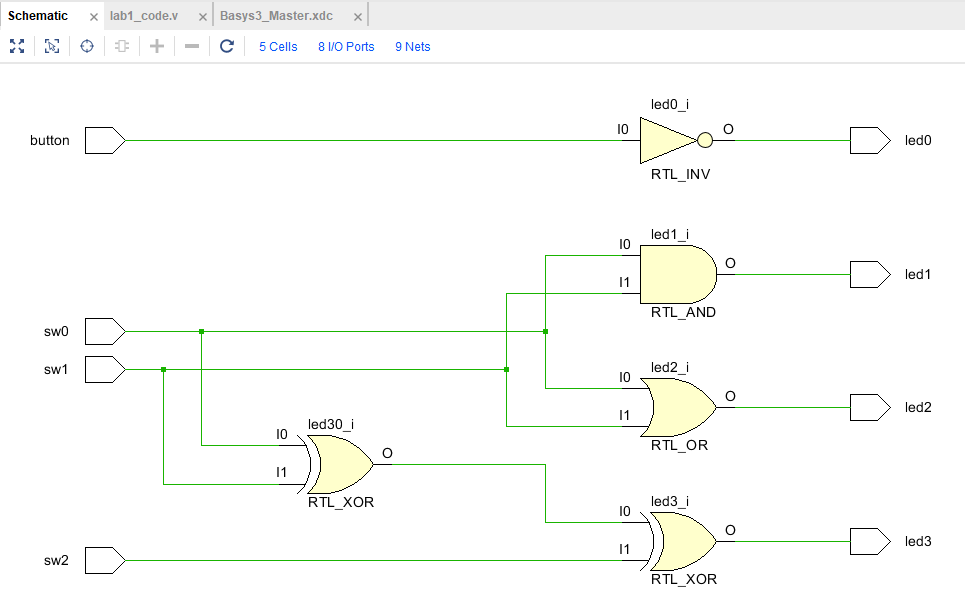 Schematic
lab1_code.v
Basys3_Master.xdc
5 Cells
8 I/O Ports
9 Nets
led0_i
button
I0
O
led0
RTL_INV
led1_i
I0
O
led1
I1
RTL_AND
sw0
sw1
led2_i
I0
O
led2
I1
RTL_OR
led30_i
I0
O
I1
RTL_XOR
led3_i
I0
O
led3
I1
sw2
RTL_XOR